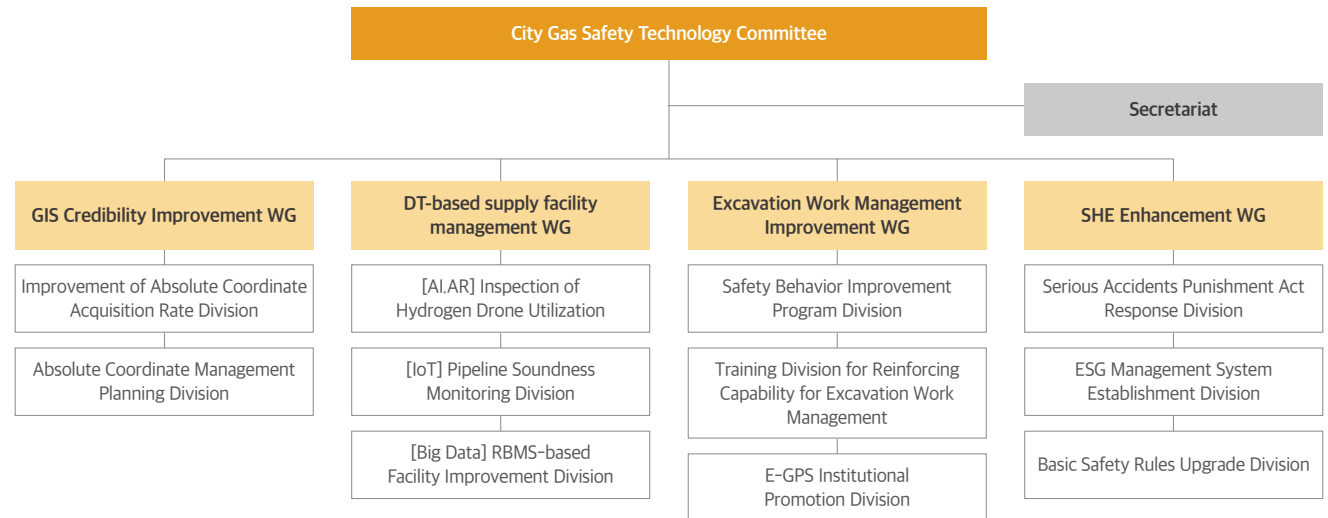 City Gas Safety Technology Committee
Secretariat
GIS Credibility Improvement WG
Improvement of Absolute Coordinate
Acquisition Rate Division
Absolute Coordinate Management
Planning Division
DT-based supply facility
management WG
[AI.AR] Inspection of
Hydrogen Drone Utilization
[IoT] Pipeline Soundness
Monitoring Division
[Big Data] RBMS-based
Facility Improvement Division
Excavation Work Management
Improvement WG
Safety Behavior Improvement
Program Division
Training Division for Reinforcing
Capability for Excavation Work
Management
E-GPS Institutional
Promotion Division
SHE Enhancement WG
Serious Accidents Punishment Act
Response Division
ESG Management System
Establishment Division
Basic Safety Rules Upgrade Division